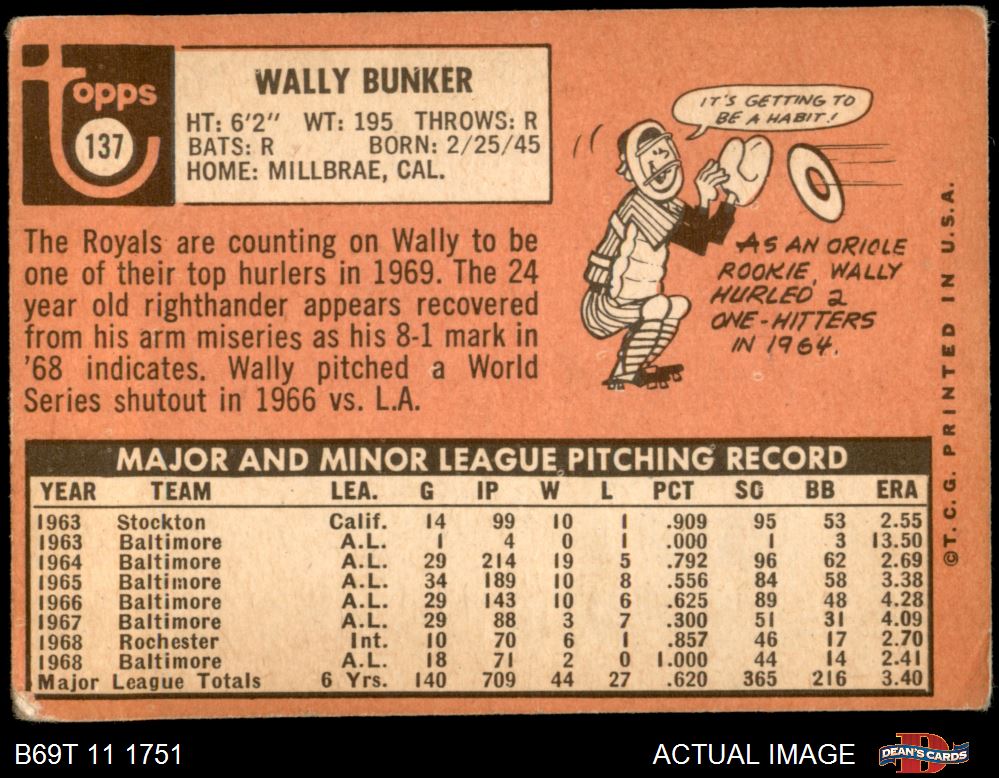 topps
137
WALLY BUNKER
HT: 6'2" WT: 195 THROWS: R
BATS: R BORN: 2/25/45
HOME: MILLBRAE, CAL.
The Royals are counting on Wally to be
one of their top hurlers in 1969. The 24
year old righthander appears recovered
from his arm miseries as his 8-1 mark in
'68 indicates. Wally pitched a World
Series shutout in 1966 vs. L.A.
IT'S GETTING TO
BE A HABIT!
AS AN ORIOLE
ROOKIE, WALLY
HURLED 2
ONE-HITTERS
IN 1964.
©T.C.G. PRINTED IN U.S.A.
MAJOR AND MINOR LEAGUE PITCHING RECORD
YEAR TEAM LEA. G IP W L PCT SO BB ERA
1963 Stockton Calif. 14 99 10 1 .909 95 53 2.55
1963 Baltimore A.L. 1 4 0 1 .000 1 3 13.50
1964 Baltimore A.L. 29 214 19 5 .792 96 62 2.69
1965 Baltimore A.L. 34 189 10 8 .556 84 58 3.38
1966 Baltimore A.L. 29 143 10 6 .625 89 48 4.28
1967 Baltimore A.L. 29 88 3 7 .300 51 31 4.09
1968 Rochester Int. 10 70 6 1 .857 46 17 2.70
1968 Baltimore A.L. 18 71 2 0 1.000 44 14 2.41
Major League Totals 6 Yrs. 140 709 44 27 .620 365 216 3.40
B69T 11 1751
ACTUAL IMAGE
DEAN'S CARDS